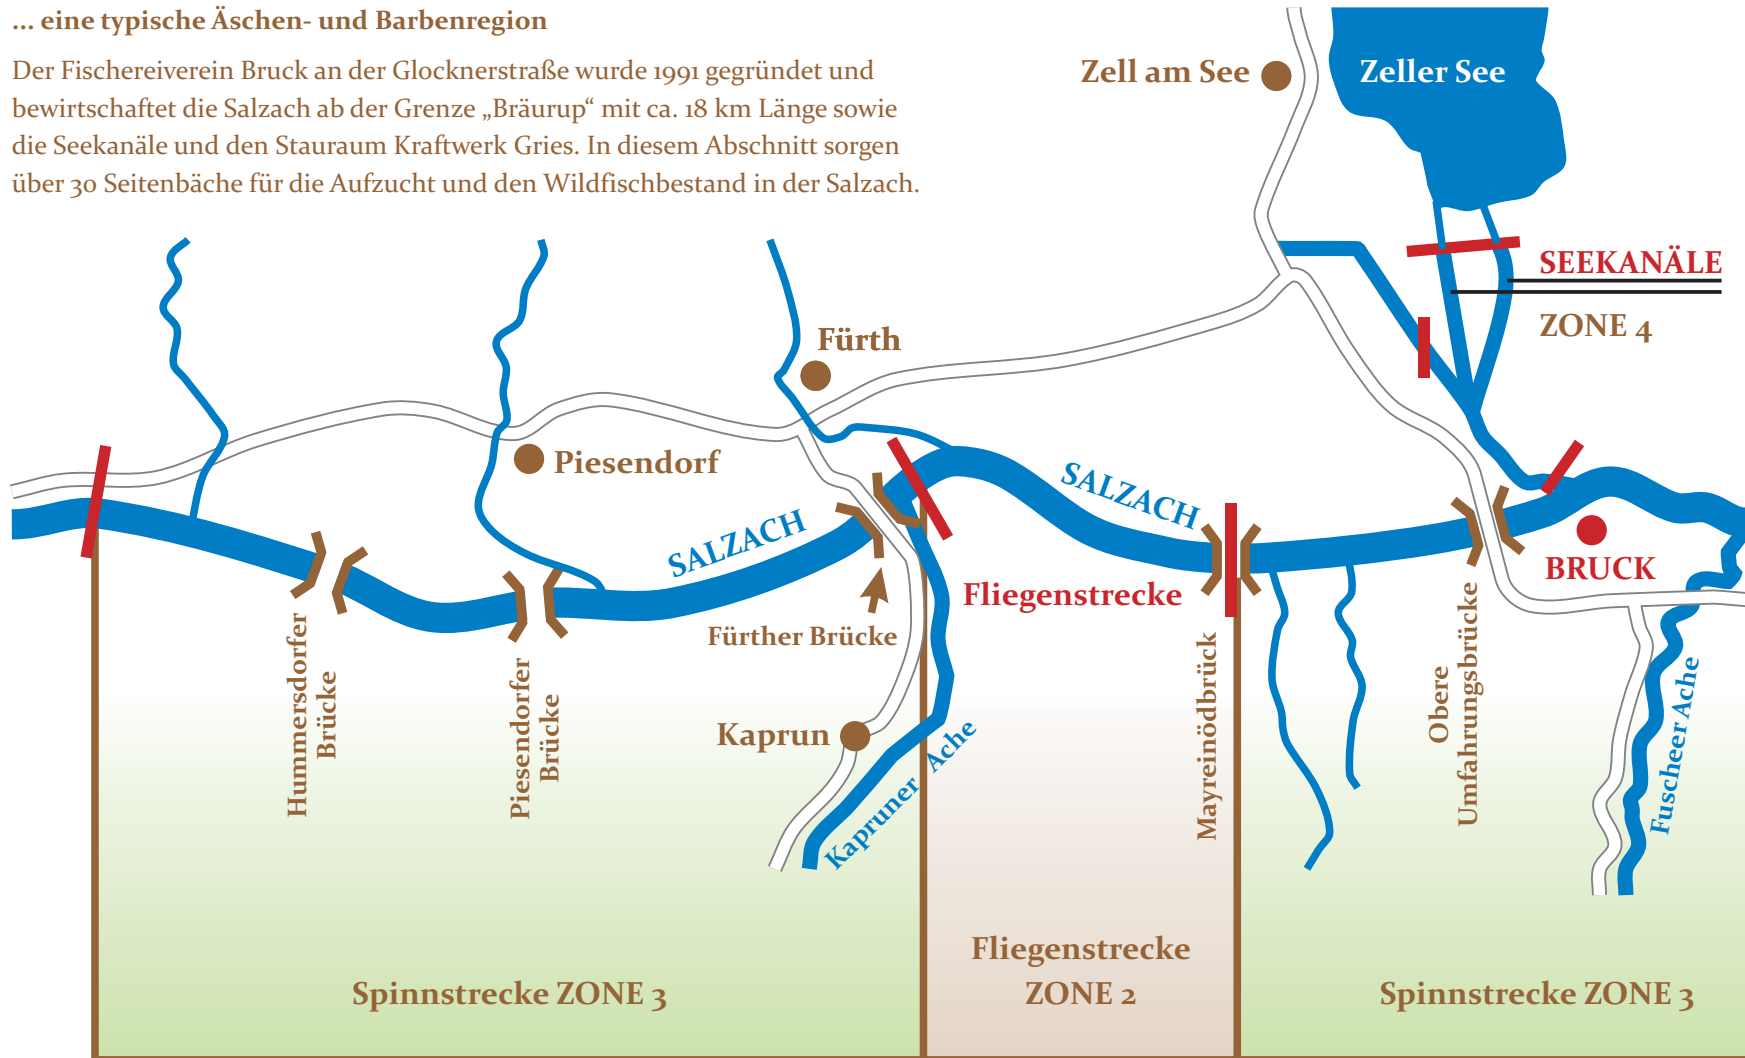 ... eine typische Äschen- und Barbenregion
Der Fischereiverein Bruck an der Glocknerstraße wurde 1991 gegründet und
bewirtschaftet die Salzach ab der Grenze „Bräurup“ mit ca. 18 km Länge sowie
die Seekanäle und den Stauraum Kraftwerk Gries. In diesem Abschnitt sorgen
über 30 Seitenbäche für die Aufzucht und den Wildfischbestand in der Salzach.
Zell am See
Zeller See
SEEKANÄLE
ZONE 4
Fürth
Piesendorf
SALZACH
SALZACH
BRUCK
Fliegenstrecke
Fürther Brücke
Hummersdorfer
Brücke
Piesendorfer
Brücke
Mayreinödbrück
Obere
Umfahrungsbrücke
Kaprun
Kapruner Ache
Fuscheer Ache
Spinnstrecke ZONE 3
Fliegenstrecke
ZONE 2
Spinnstrecke ZONE 3